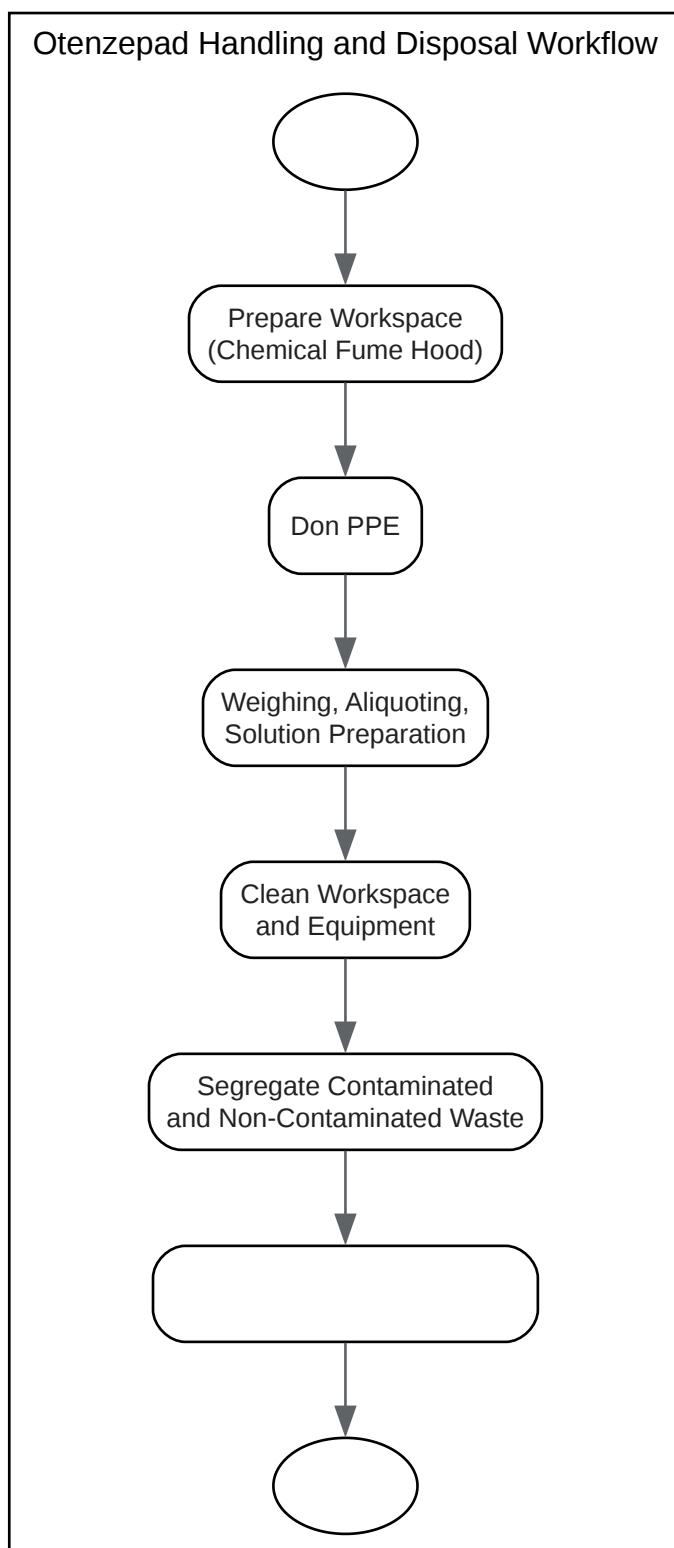 Otenzepad Handling and Disposal Workflow
Prepare Workspace
(Chemical Fume Hood)
Don PPE
Weighing, Aliquoting,
Solution Preparation
Clean Workspace
and Equipment
Segregate Contaminated
and Non-Contaminated Waste